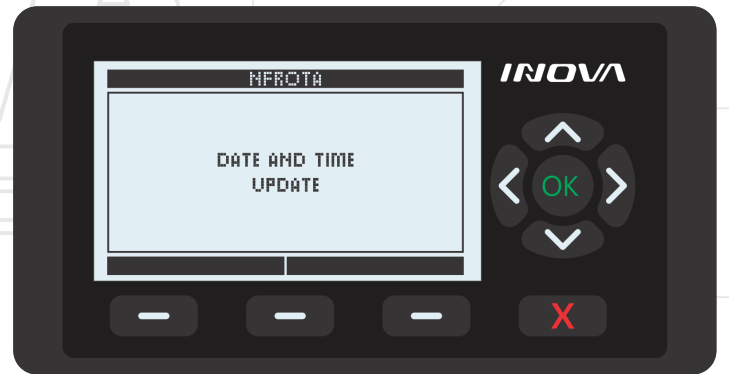 NFROTA
INOVA
DATE AND TIME
UPDATE
OK
X